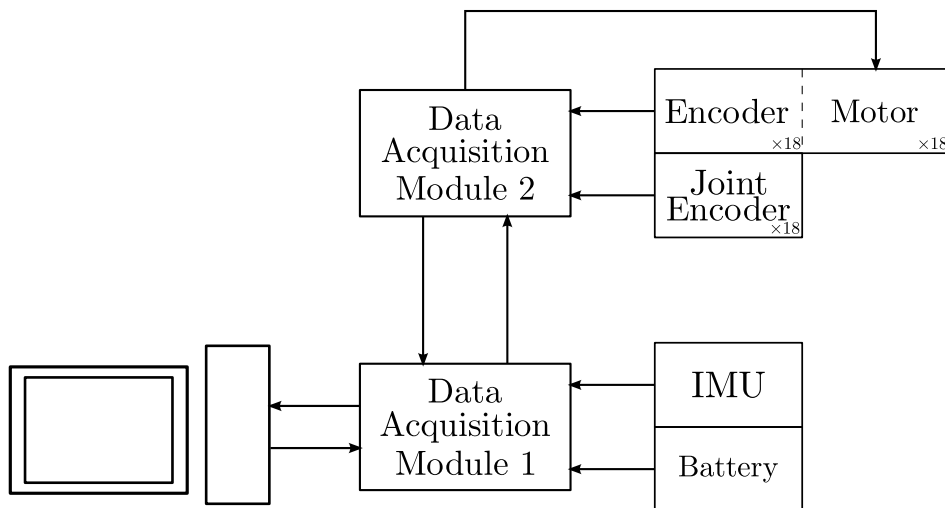 Data
Acquisition
Module 2
Encoder
×18
Motor
×18
Joint
Encoder
×18
Data
Acquisition
Module 1
IMU
Battery